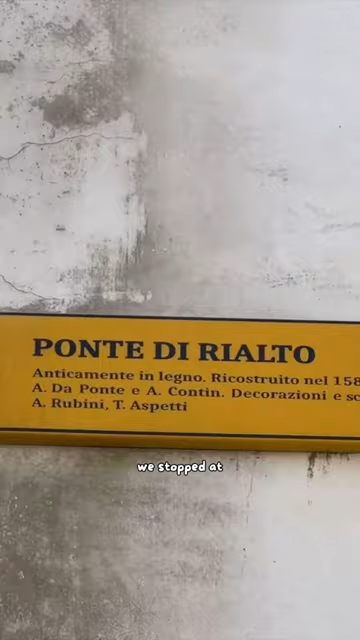 PONTE DI RIALTO
Anticamente in legno. Ricostruito nel 158
A. Da Ponte e A. Contin. Decorazioni e sc
A. Rubini, T. Aspetti
we stopped at